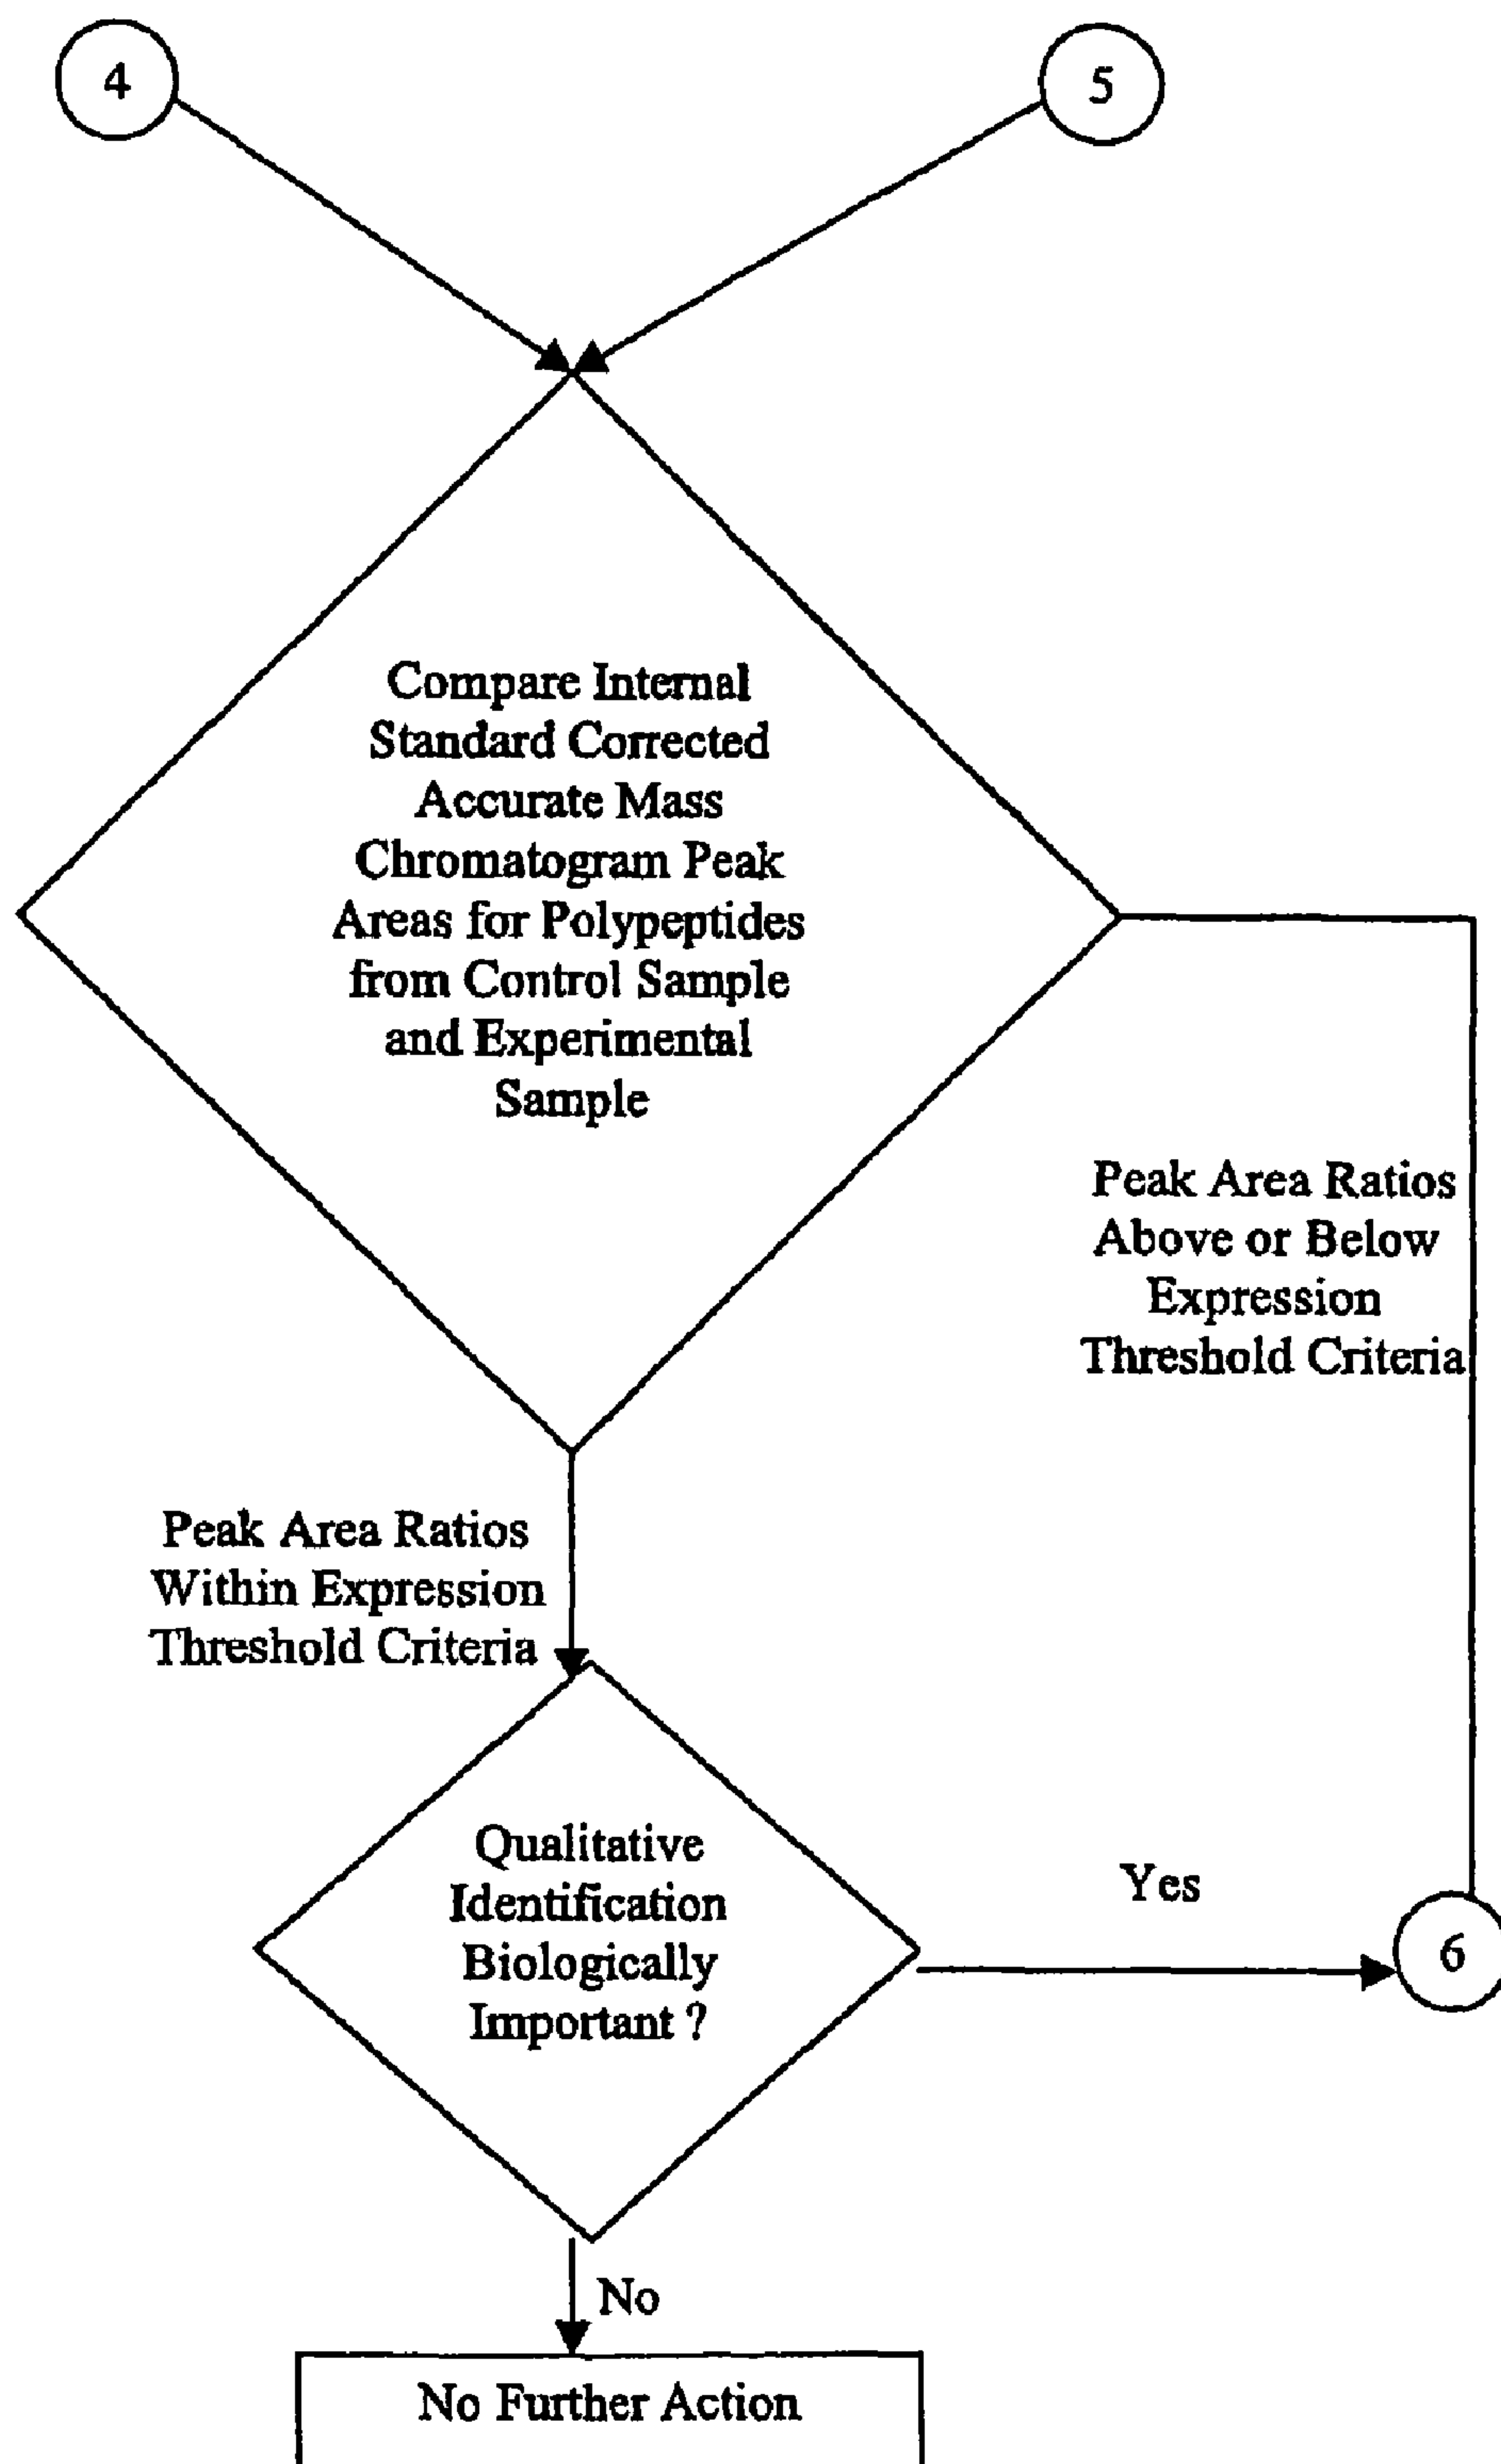 4
5
Compare Internal
Standard Corrected
Accurate Mass
Chromatogram Peak
Areas for Polypeptides
from Control Sample
and Experimental
Sample
Peak Area Ratios
Above or Below
Expression
Threshold Criteria
Peak Area Ratios
Within Expression
Threshold Criteria
Qualitative
Identification
Biologically
Important ?
Yes
6
No
No Further Action